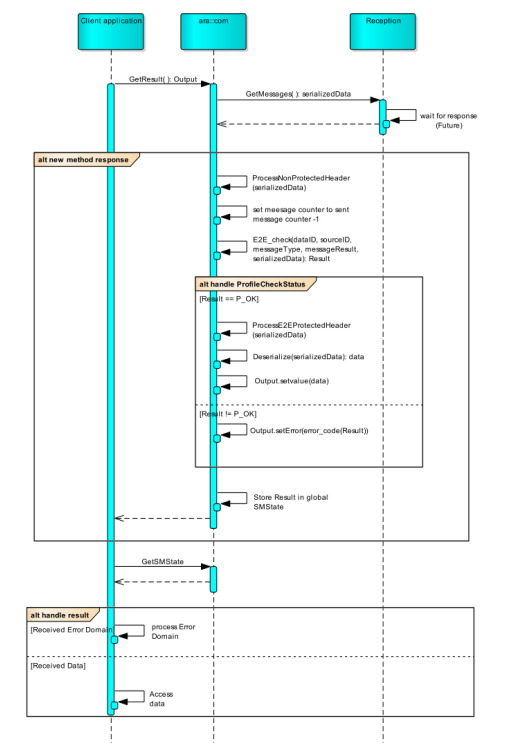 Client application
ara::com
Reception
GetResult( ): Output
GetMessages( ): serializedData
wait for response
(Future)
alt new method response
ProcessNonProtectedHeader
(serializedData)
set meesage counter to sent
message counter -1
E2E_check(dataID, sourceID,
messageType, messageResult,
serializedData): Result
alt handle ProfileCheckStatus
[Result == P_OK]
ProcessE2EProtectedHeader
(serializedData)
Deserialize(serializedData): data
Output.setvalue(data)
[Result != P_OK]
Output.setError(error_code(Result))
Store Result in global
SMState
GetSMState
alt handle result
[Received Error Domain]
process Error
Domain
[Received Data]
Access
data